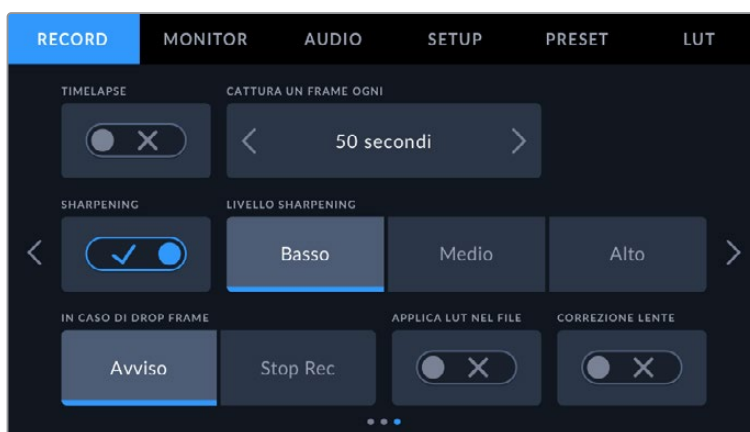 RECORD MONITOR AUDIO SETUP PRESET LUT
TIMELAPSE CATTURA UN FRAME OGNI
50 secondi
SHARPENING LIVELLO SHARPENING
Basso Medio Alto
IN CASO DI DROP FRAME APPLICA LUT NEL FILE CORREZIONE LENTE
Avviso Stop Rec